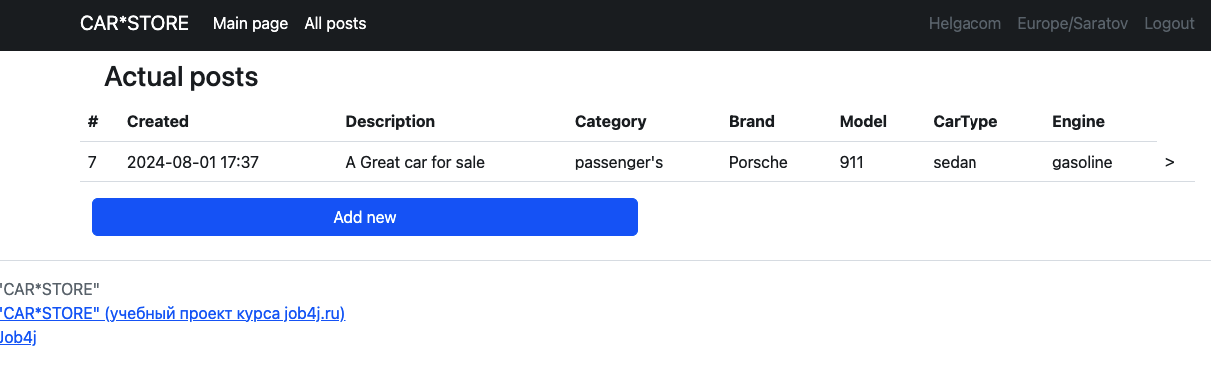 CAR*STORE Main page All posts Helgacom Europe/Saratov Logout
Actual posts
# Created Description Category Brand Model CarType Engine
7 2024-08-01 17:37 A Great car for sale passenger's Porsche 911 sedan gasoline >
Add new
"CAR*STORE"
"CAR*STORE" (учебный проект курса job4j.ru)
Job4j